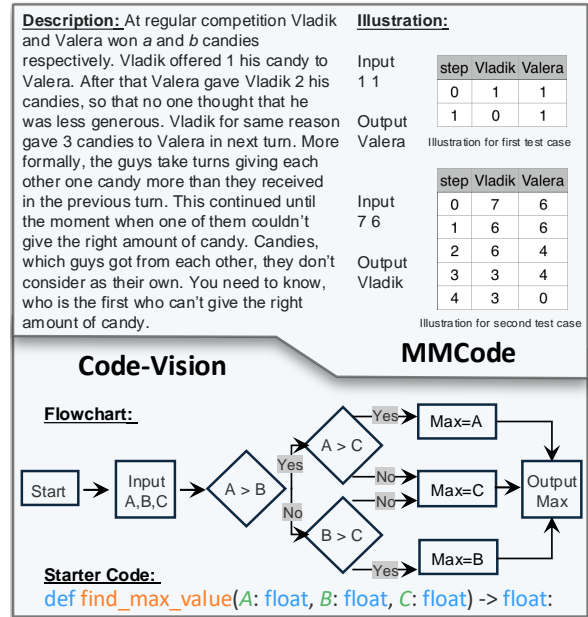 Description: At regular competition Vladik
and Valera won a and b candies
respectively. Vladik offered 1 his candy to
Valera. After that Valera gave Vladik 2 his
candies, so that no one thought that he
was less generous. Vladik for same reason
gave 3 candies to Valera in next turn. More
formally, the guys take turns giving each
other one candy more than they received
in the previous turn. This continued until
the moment when one of them couldn't
give the right amount of candy. Candies,
which guys got from each other, they don't
consider as their own. You need to know,
who is the first who can't give the right
amount of candy.
Illustration:
Input
1 1
Output
Valera
step Vladik Valera
0 1 1
1 0 1
Illustration for first test case
Input
7 6
Output
Vladik
step Vladik Valera
0 7 6
1 6 6
2 6 4
3 3 4
4 3 0
Illustration for second test case
Code-Vision
MMCode
Flowchart:
Start
Input
A,B,C
A > B
Yes
No
A > C
Yes
No
B > C
No
Yes
Max=A
Max=C
Max=B
Output
Max
Starter Code:
def find_max_value(A: float, B: float, C: float) -> float: